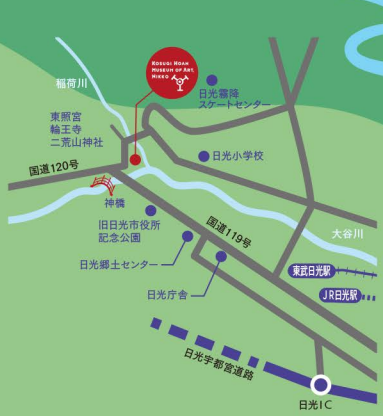 KOSUGI HOAN
MUSEUM OF ART,
NIKKO
稲荷川
日光霧降
スケートセンター
東照宮
輪王寺
二荒山神社
日光小学校
国道120号
神橋
旧日光市役所
記念公園
国道119号
大谷川
日光郷土センター
東武日光駅
日光庁舎
JR日光駅
日光宇都宮道路
日光IC